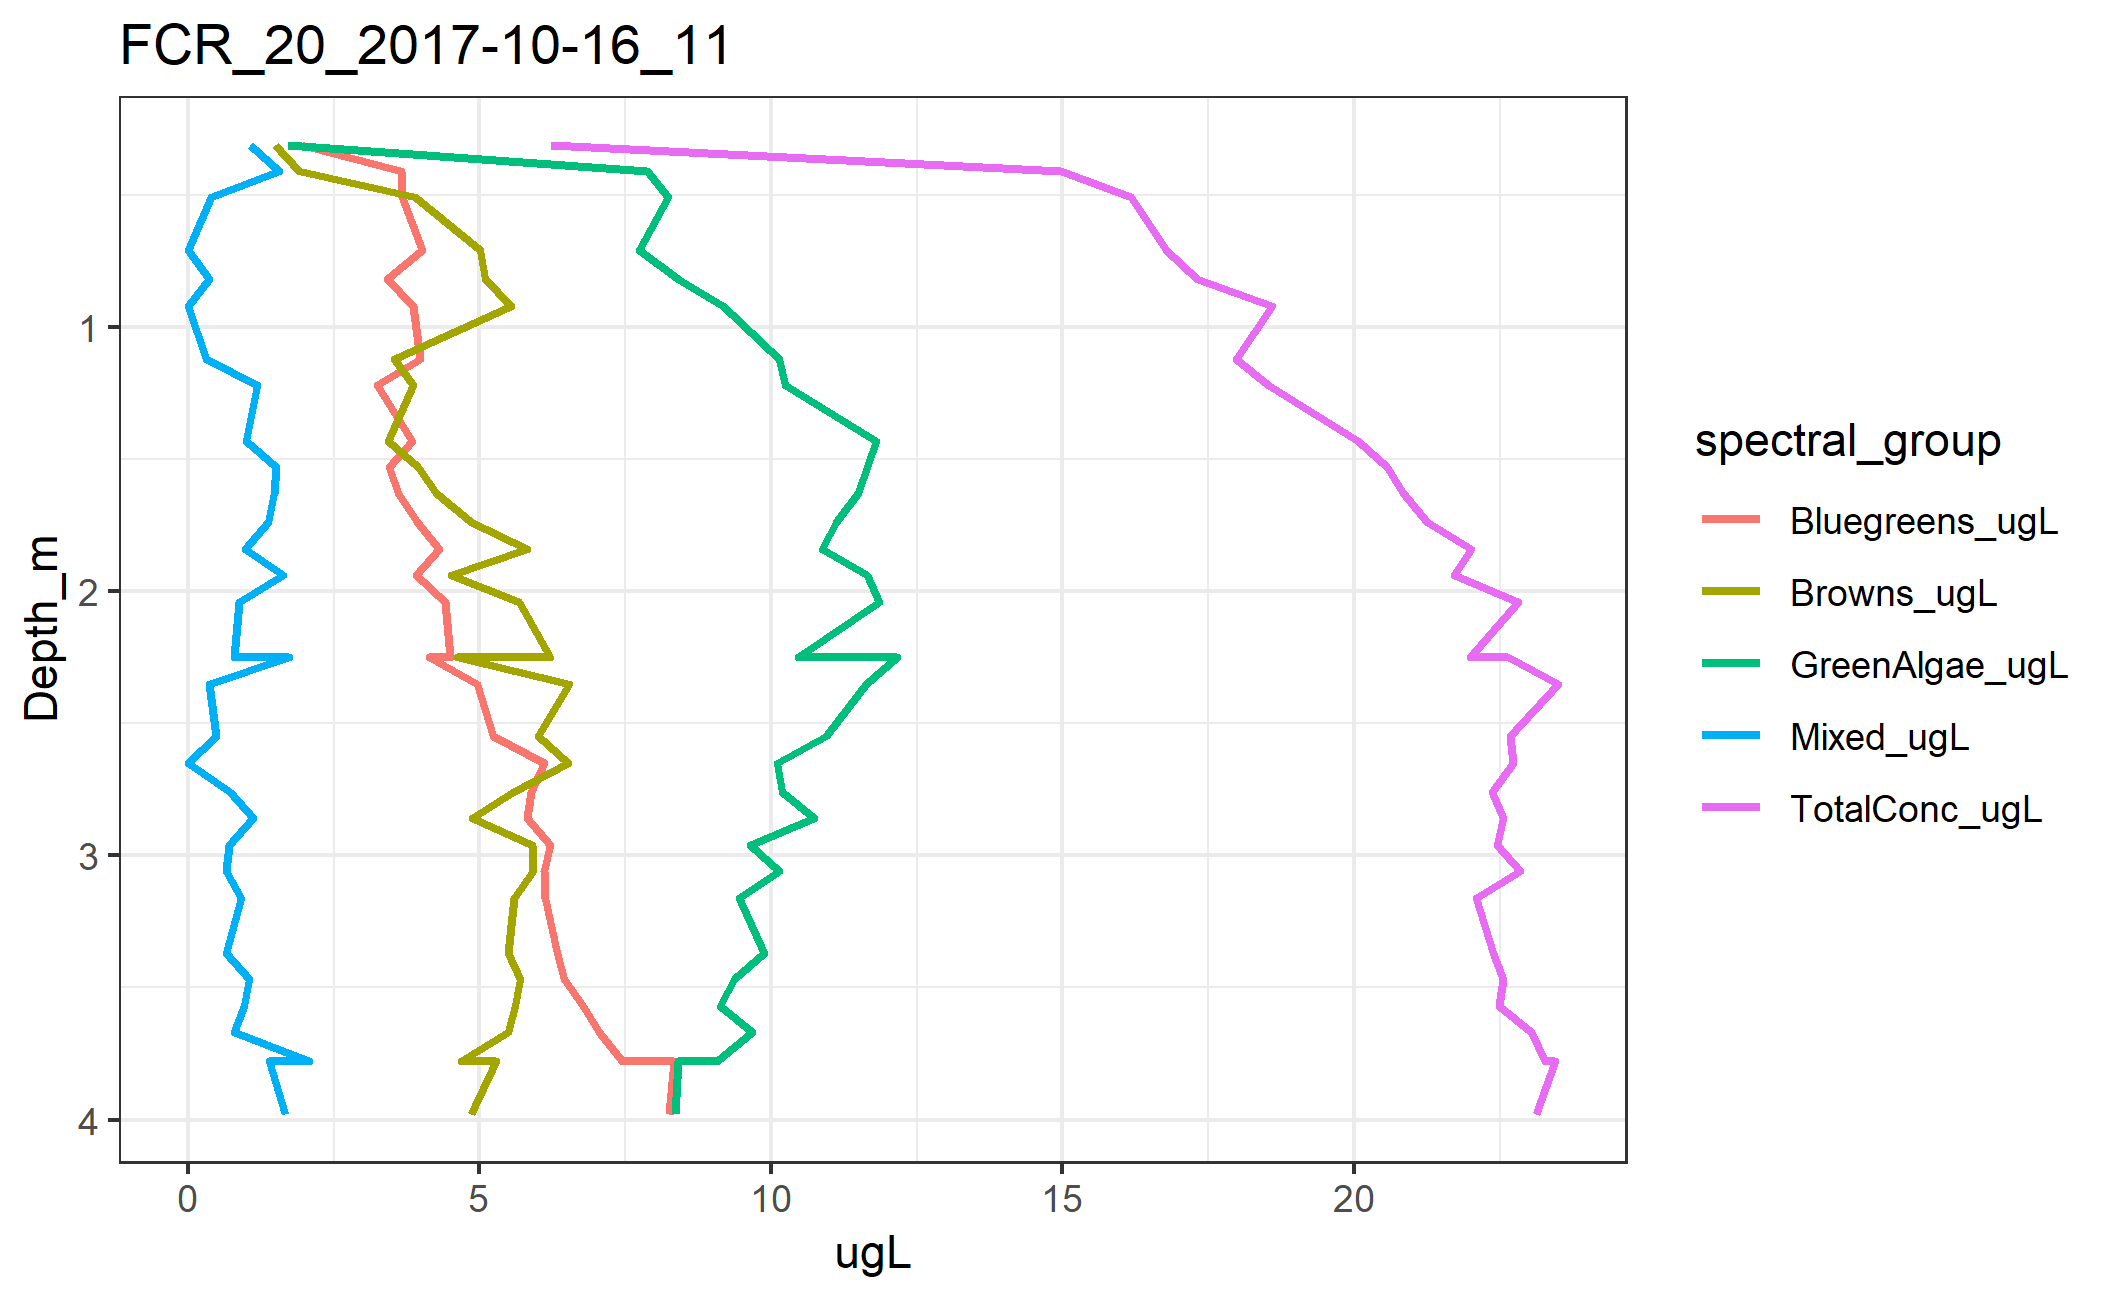 FCR_20_2017-10-16_11
Depth_m
1
2
3
4
0 5 10 15 20
ugL
spectral_group
Bluegreens_ugL
Browns_ugL
GreenAlgae_ugL
Mixed_ugL
TotalConc_ugL